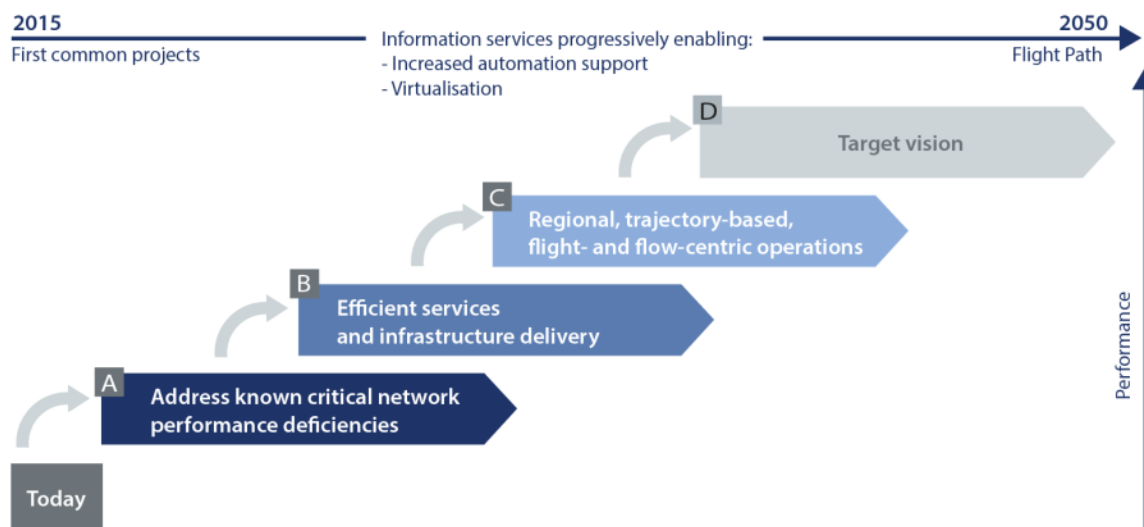 2015
2050
First common projects
Information services progressively enabling:
- Increased automation support
- Virtualisation
Flight Path
D
Target vision
C
Regional, trajectory-based,
flight- and flow-centric operations
B
Efficient services
and infrastructure delivery
A
Address known critical network
performance deficiencies
Today
Performance